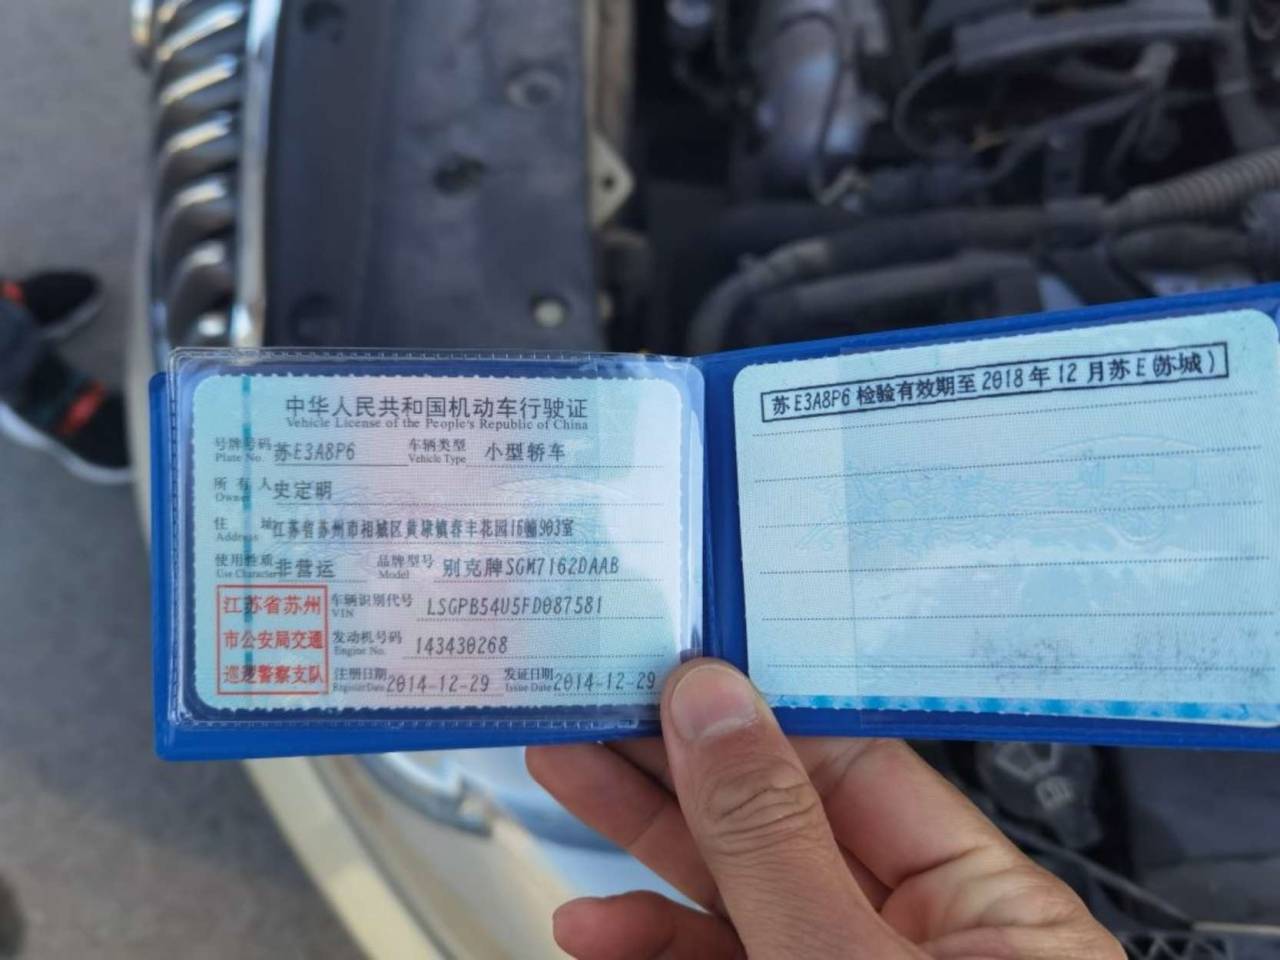 中华人民共和国机动车行驶证
Vehicle License of the People's Republic of China
号牌号码 苏E3A8P6 车辆类型 小型轿车
Plate No. Vehicle Type
所有人 史定明
Owner
住址 江苏省苏州市相城区黄埭镇春丰花园16幢903室
Address
使用性质 非营运 品牌型号 别克牌SGM7162DAAB
Use Character Model
江苏省苏州
市公安局交通
巡逻警察支队
车辆识别代号 LSGPB54U5FD087581
VIN
发动机号码 143430268
Engine No.
注册日期 2014-12-29 发证日期 2014-12-29
Register Date Issue Date
苏E3A8P6 检验有效期至 2018 年 12 月苏 E (苏城)